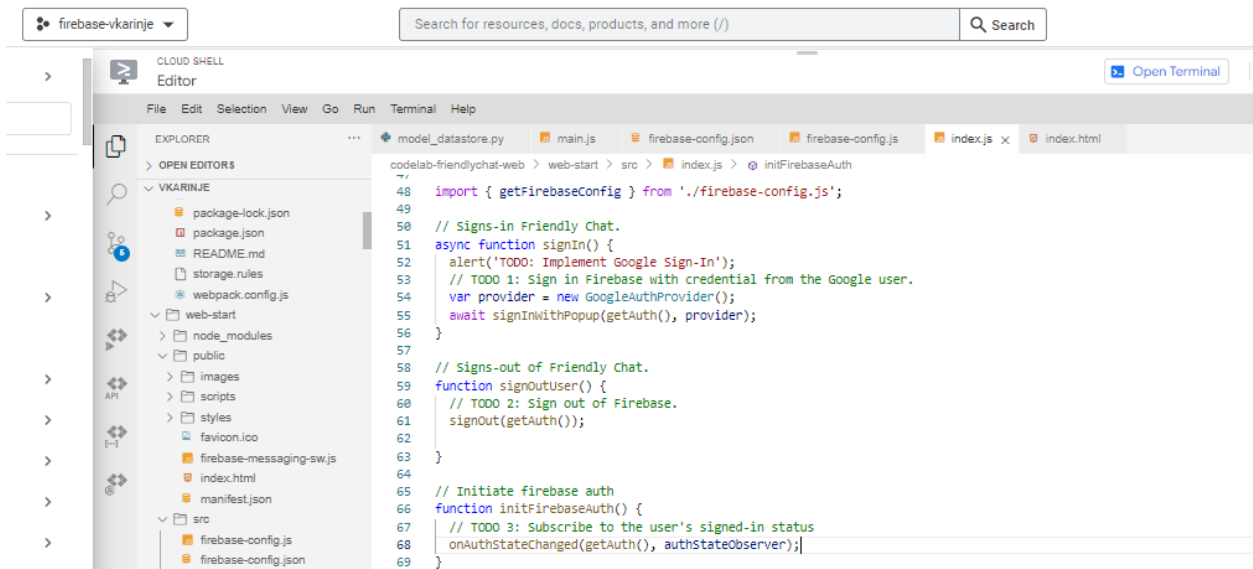 firebase-vkarinje
Search for resources, docs, products, and more (/)
Search
CLOUD SHELL
Editor
Open Terminal
File Edit Selection View Go Run Terminal Help
EXPLORER ···
OPEN EDITORS
VKARINJE
package-lock.json
package.json
README.md
storage.rules
webpack.config.js
web-start
node_modules
public
images
scripts
styles
favicon.ico
firebase-messaging-sw.js
index.html
manifest.json
src
firebase-config.js
firebase-config.json
6
API
model_datastore.py main.js firebase-config.json firebase-config.js index.js index.html
codelab-friendlychat-web > web-start > src > index.js > initFirebaseAuth
47
48 import { getFirebaseConfig } from './firebase-config.js';
49
50 // Signs-in Friendly Chat.
51 async function signIn() {
52 alert('TODO: Implement Google Sign-In');
53 // TODO 1: Sign in Firebase with credential from the Google user.
54 var provider = new GoogleAuthProvider();
55 await signInWithPopup(getAuth(), provider);
56 }
57
58 // Signs-out of Friendly Chat.
59 function signOutUser() {
60 // TODO 2: Sign out of Firebase.
61 signOut(getAuth());
62
63 }
64
65 // Initiate firebase auth
66 function initFirebaseAuth() {
67 // TODO 3: Subscribe to the user's signed-in status
68 onAuthStateChanged(getAuth(), authStateObserver);
69 }